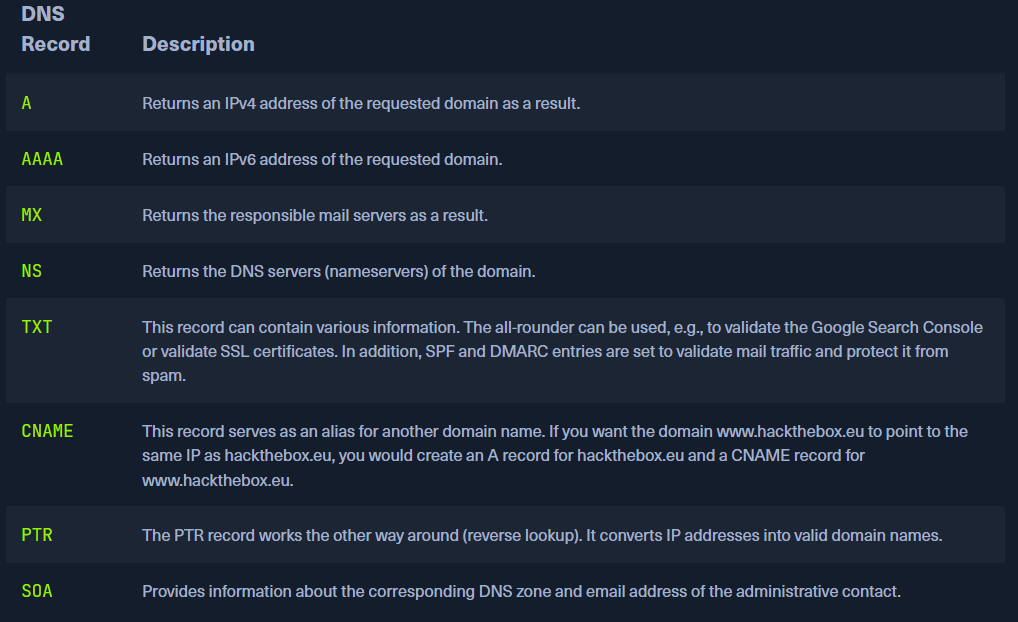 DNS
Record Description
A Returns an IPv4 address of the requested domain as a result.
AAAA Returns an IPv6 address of the requested domain.
MX Returns the responsible mail servers as a result.
NS Returns the DNS servers (nameservers) of the domain.
TXT This record can contain various information. The all-rounder can be used, e.g., to validate the Google Search Console
or validate SSL certificates. In addition, SPF and DMARC entries are set to validate mail traffic and protect it from
spam.
CNAME This record serves as an alias for another domain name. If you want the domain www.hackthebox.eu to point to the
same IP as hackthebox.eu, you would create an A record for hackthebox.eu and a CNAME record for
www.hackthebox.eu.
PTR The PTR record works the other way around (reverse lookup). It converts IP addresses into valid domain names.
SOA Provides information about the corresponding DNS zone and email address of the administrative contact.